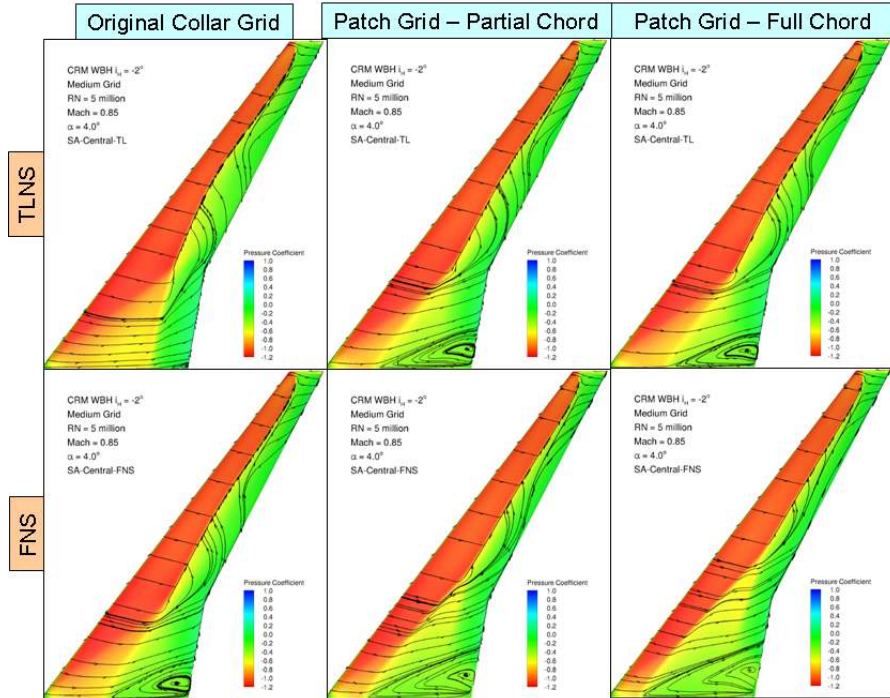 Original Collar Grid
Patch Grid – Partial Chord
Patch Grid – Full Chord
TLNS
CRM WBH iH = -2°
Medium Grid
RN = 5 million
Mach = 0.85
α = 4.0°
SA-Central-TL
Pressure Coefficient
1.0
0.8
0.6
0.4
0.2
0.0
-0.2
-0.4
-0.6
-0.8
-1.0
-1.2
CRM WBH iH = -2°
Medium Grid
RN = 5 million
Mach = 0.85
α = 4.0°
SA-Central-TL
Pressure Coefficient
1.0
0.8
0.6
0.4
0.2
0.0
-0.2
-0.4
-0.6
-0.8
-1.0
-1.2
CRM WBH iH = -2°
Medium Grid
RN = 5 million
Mach = 0.85
α = 4.0°
SA-Central-TL
Pressure Coefficient
1.0
0.8
0.6
0.4
0.2
0.0
-0.2
-0.4
-0.6
-0.8
-1.0
-1.2
FNS
CRM WBH iH = -2°
Medium Grid
RN = 5 million
Mach = 0.85
α = 4.0°
SA-Central-FNS
Pressure Coefficient
1.0
0.8
0.6
0.4
0.2
0.0
-0.2
-0.4
-0.6
-0.8
-1.0
-1.2
CRM WBH iH = -2°
Medium Grid
RN = 5 million
Mach = 0.85
α = 4.0°
SA-Central-FNS
Pressure Coefficient
1.0
0.8
0.6
0.4
0.2
0.0
-0.2
-0.4
-0.6
-0.8
-1.0
-1.2
CRM WBH iH = -2°
Medium Grid
RN = 5 million
Mach = 0.85
α = 4.0°
SA-Central-FNS
Pressure Coefficient
1.0
0.8
0.6
0.4
0.2
0.0
-0.2
-0.4
-0.6
-0.8
-1.0
-1.2